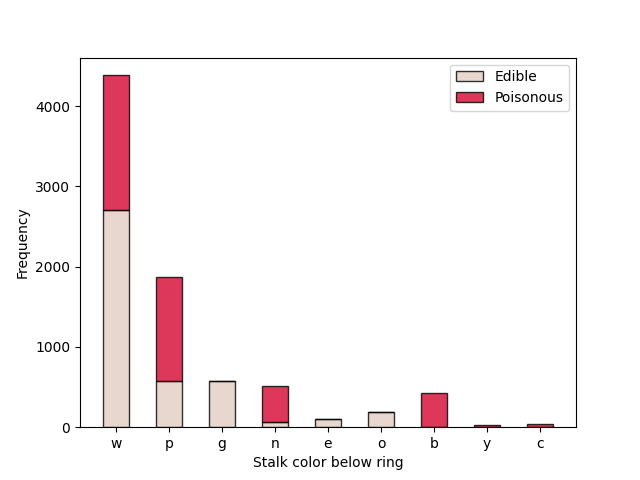 Edible
Poisonous
4000
3000
2000
1000
0
Frequency
w p g n e o b y c
Stalk color below ring